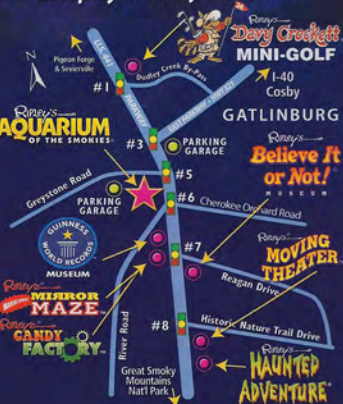 Ripley's
Davy Crockett
MINI-GOLF
U.S. 441
Pigeon Forge
& Sevierville
Dudley Creek By-Pass
I-40
Cosby
#1
PARKWAY
EAST PARKWAY - HWY 321
GATLINBURG
Ripley's
AQUARIUM
OF THE SMOKIES
#3
PARKING
GARAGE
Ripley's
Believe It
or Not!
MUSEUM
#5
Greystone Road
PARKING
GARAGE
#6
Cherokee Orchard Road
GUINNESS
WORLD RECORDS
MUSEUM
#7
Ripley's
MOVING
THEATER
Reagan Drive
Ripley's
MIRROR
MAZE
Ripley's
CANDY
FACTORY
River Road
#8
Historic Nature Trail Drive
Great Smoky
Mountains
Nat'l Park
Ripley's
HAUNTED
ADVENTURE